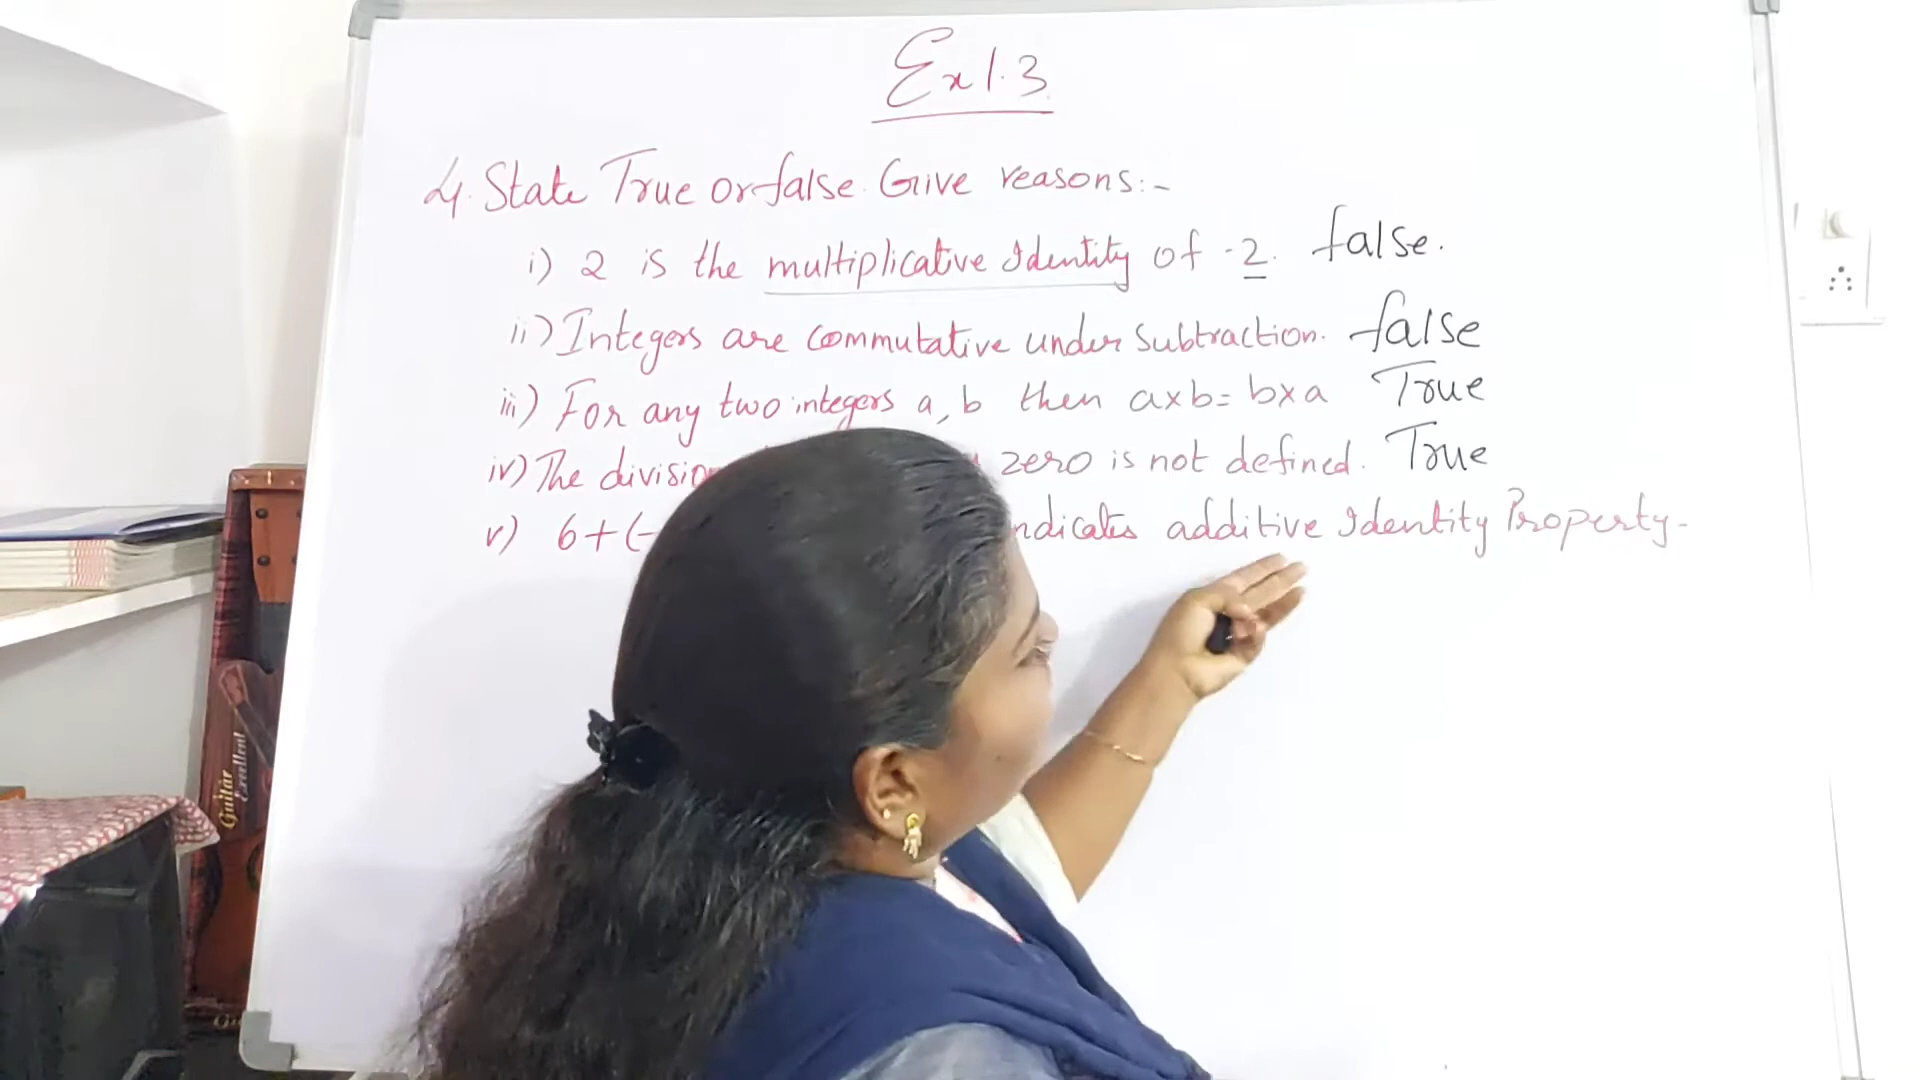 Ex 1.3
4. State True or false. Give reasons:-
i) 2 is the multiplicative Identity of -2. false.
ii) Integers are commutative under subtraction. false
iii) For any two integers a, b then a×b= b×a True
iv) The zero is not defined. True
v) 6+(- additive Identity Property-
Guitar
Excellent